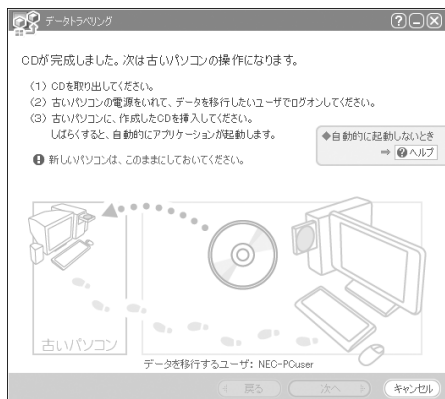 データトラベリング
CDが完成しました。次は古いパソコンの操作になります。
(1) CDを取り出してください。
(2) 古いパソコンの電源をいれて、データを移行したいユーザでログオンしてください。
(3) 古いパソコンに、作成したCDを挿入してください。
しばらくすると、自動的にアプリケーションが起動します。
◆自動的に起動しないとき
⇒ ヘルプ
新しいパソコンは、このままにしておいてください。
古いパソコン
データを移行するユーザ: NEC-PCuser
戻る 次へ キャンセル